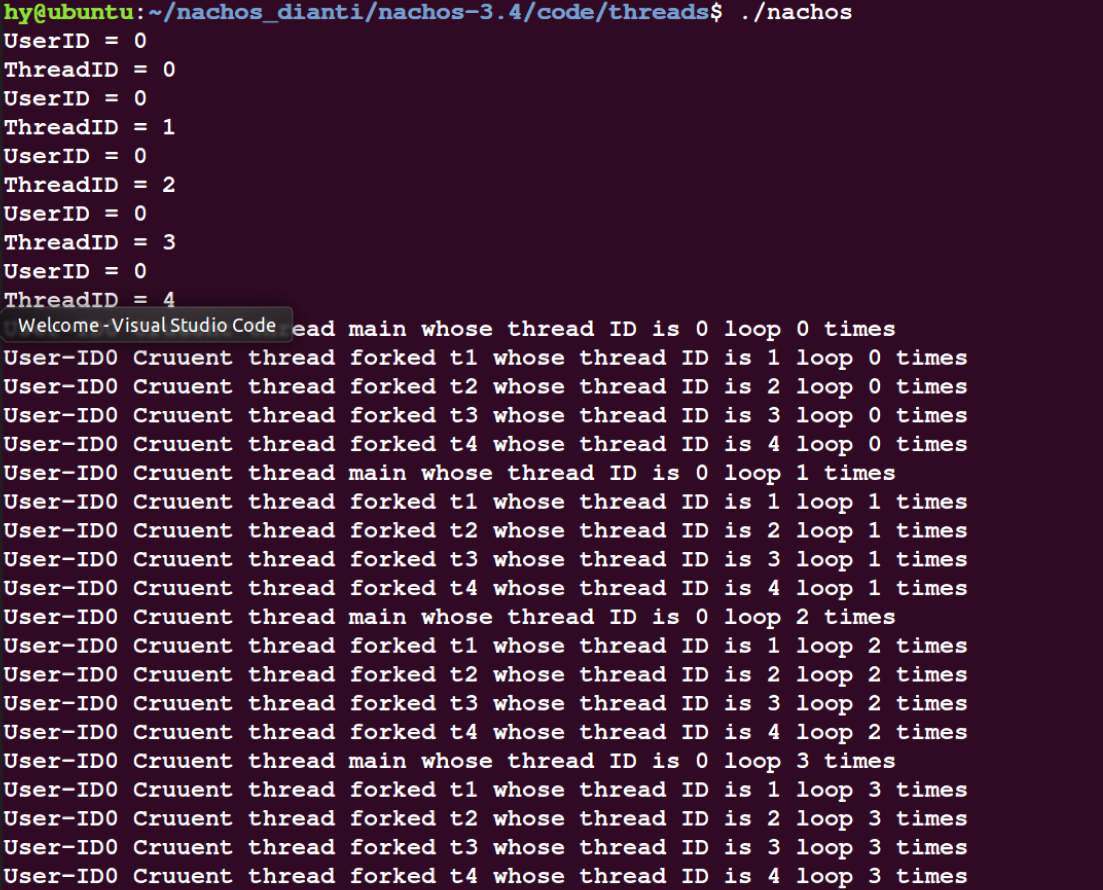 hy@ubuntu:~/nachos_dianti/nachos-3.4/code/threads$ ./nachos
UserID = 0
ThreadID = 0
UserID = 0
ThreadID = 1
UserID = 0
ThreadID = 2
UserID = 0
ThreadID = 3
UserID = 0
ThreadID = 4
Welcome - Visual Studio Code ead main whose thread ID is 0 loop 0 times
User-ID0 Cruuent thread forked t1 whose thread ID is 1 loop 0 times
User-ID0 Cruuent thread forked t2 whose thread ID is 2 loop 0 times
User-ID0 Cruuent thread forked t3 whose thread ID is 3 loop 0 times
User-ID0 Cruuent thread forked t4 whose thread ID is 4 loop 0 times
User-ID0 Cruuent thread main whose thread ID is 0 loop 1 times
User-ID0 Cruuent thread forked t1 whose thread ID is 1 loop 1 times
User-ID0 Cruuent thread forked t2 whose thread ID is 2 loop 1 times
User-ID0 Cruuent thread forked t3 whose thread ID is 3 loop 1 times
User-ID0 Cruuent thread forked t4 whose thread ID is 4 loop 1 times
User-ID0 Cruuent thread main whose thread ID is 0 loop 2 times
User-ID0 Cruuent thread forked t1 whose thread ID is 1 loop 2 times
User-ID0 Cruuent thread forked t2 whose thread ID is 2 loop 2 times
User-ID0 Cruuent thread forked t3 whose thread ID is 3 loop 2 times
User-ID0 Cruuent thread forked t4 whose thread ID is 4 loop 2 times
User-ID0 Cruuent thread main whose thread ID is 0 loop 3 times
User-ID0 Cruuent thread forked t1 whose thread ID is 1 loop 3 times
User-ID0 Cruuent thread forked t2 whose thread ID is 2 loop 3 times
User-ID0 Cruuent thread forked t3 whose thread ID is 3 loop 3 times
User-ID0 Cruuent thread forked t4 whose thread ID is 4 loop 3 times